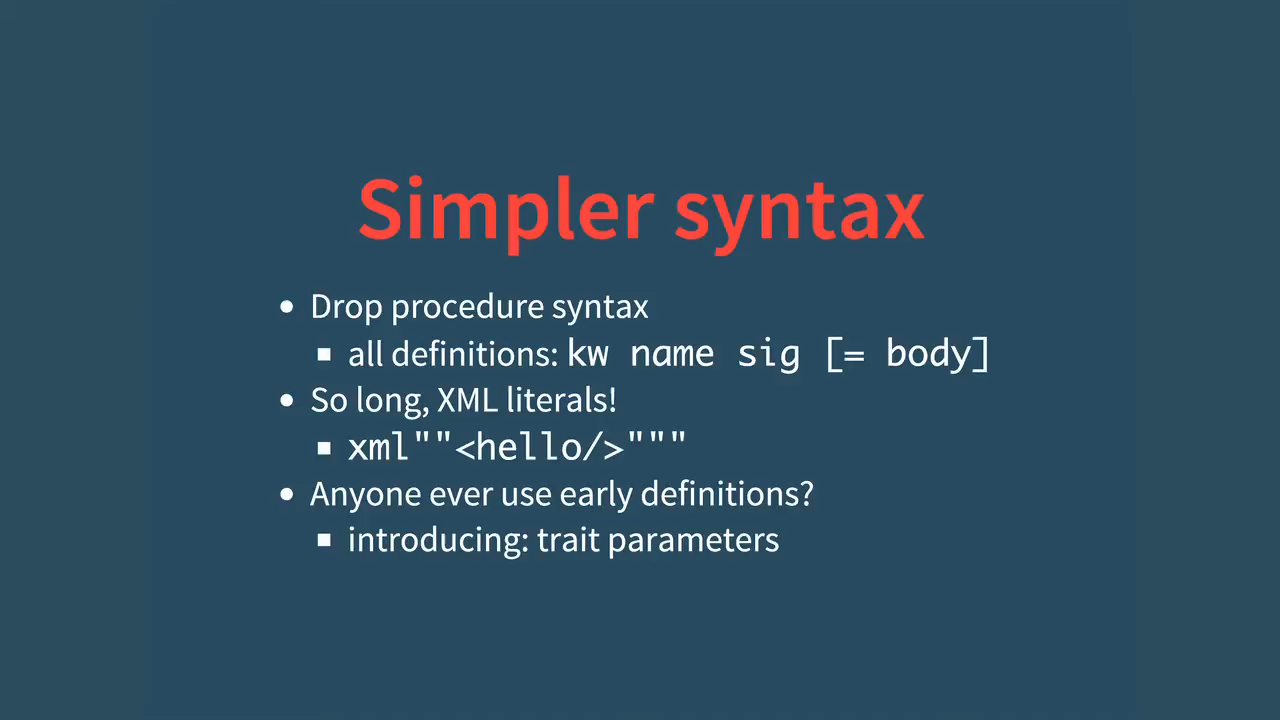 Simpler syntax
• Drop procedure syntax
▪ all definitions: kw name sig [= body]
• So long, XML literals!
▪ xml""<hello/>"""
• Anyone ever use early definitions?
▪ introducing: trait parameters